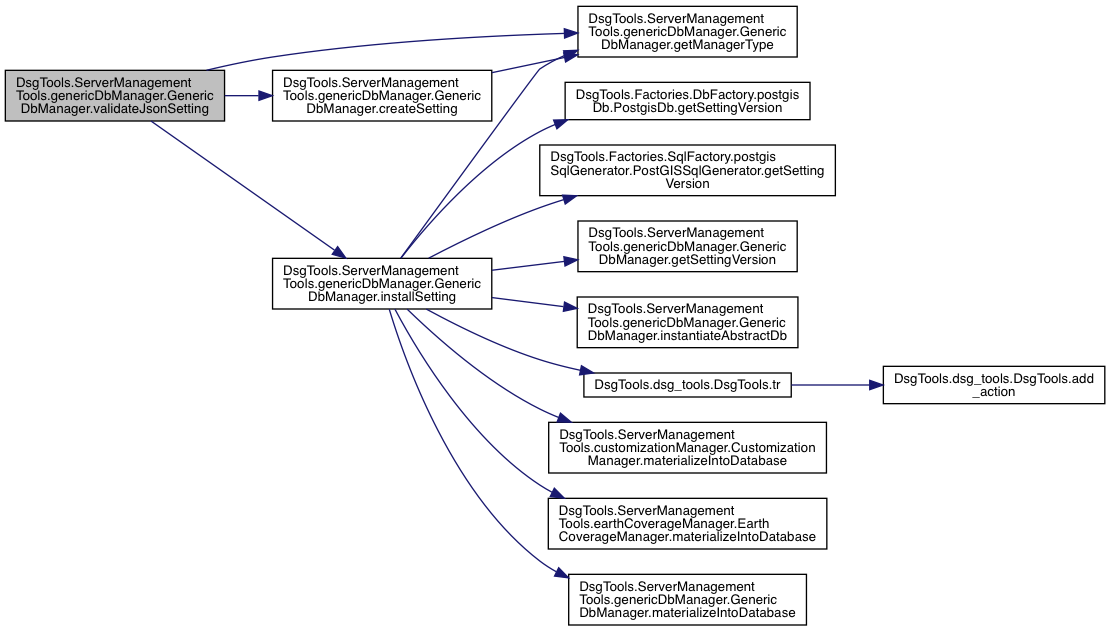 DsgTools.ServerManagement
Tools.genericDbManager.Generic
DbManager.validateJsonSetting
DsgTools.ServerManagement
Tools.genericDbManager.Generic
DbManager.createSetting
DsgTools.ServerManagement
Tools.genericDbManager.Generic
DbManager.installSetting
DsgTools.ServerManagement
Tools.genericDbManager.Generic
DbManager.getManagerType
DsgTools.Factories.DbFactory.postgis
Db.PostgisDb.getSettingVersion
DsgTools.Factories.SqlFactory.postgis
SqlGenerator.PostGISSqlGenerator.getSetting
Version
DsgTools.ServerManagement
Tools.genericDbManager.Generic
DbManager.getSettingVersion
DsgTools.ServerManagement
Tools.genericDbManager.Generic
DbManager.instantiateAbstractDb
DsgTools.dsg_tools.DsgTools.tr
DsgTools.dsg_tools.DsgTools.add
_action
DsgTools.ServerManagement
Tools.customizationManager.Customization
Manager.materializeIntoDatabase
DsgTools.ServerManagement
Tools.earthCoverageManager.Earth
CoverageManager.materializeIntoDatabase
DsgTools.ServerManagement
Tools.genericDbManager.Generic
DbManager.materializeIntoDatabase